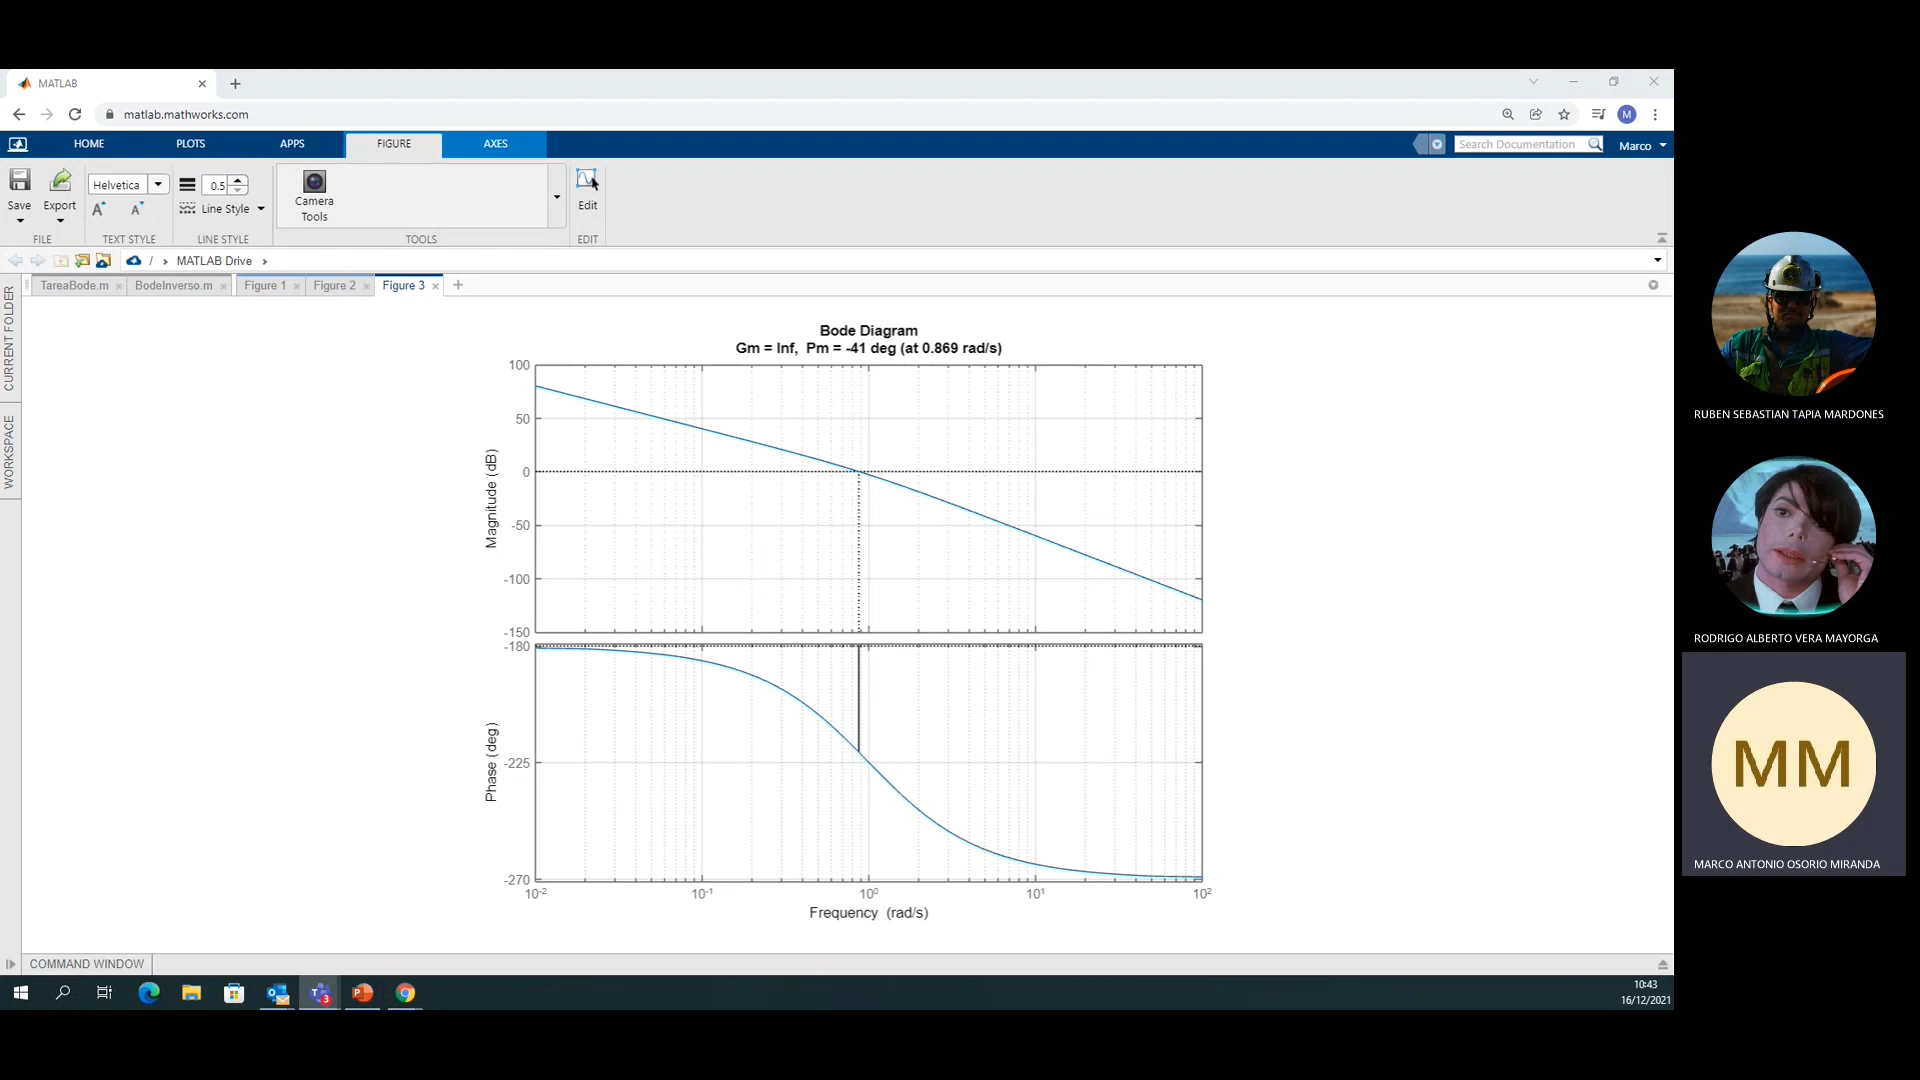 MATLAB
matlab.mathworks.com
M
HOME
PLOTS
APPS
FIGURE
AXES
Search Documentation
Marco
Save
Export
Helvetica
0.5
A A
Line Style
Camera
Tools
Edit
FILE
TEXT STYLE
LINE STYLE
TOOLS
EDIT
/ MATLAB Drive
CURRENT FOLDER
WORKSPACE
TareaBode.m
BodeInverso.m
Figure 1
Figure 2
Figure 3
Bode Diagram
Gm = Inf, Pm = -41 deg (at 0.869 rad/s)
Magnitude (dB)
100
50
0
-50
-100
-150
Phase (deg)
-180
-225
-270
10-2
10-1
100
101
102
Frequency (rad/s)
COMMAND WINDOW
3
10:43
16/12/2021
RUBEN SEBASTIAN TAPIA MARDONES
RODRIGO ALBERTO VERA MAYORGA
MM
MARCO ANTONIO OSORIO MIRANDA